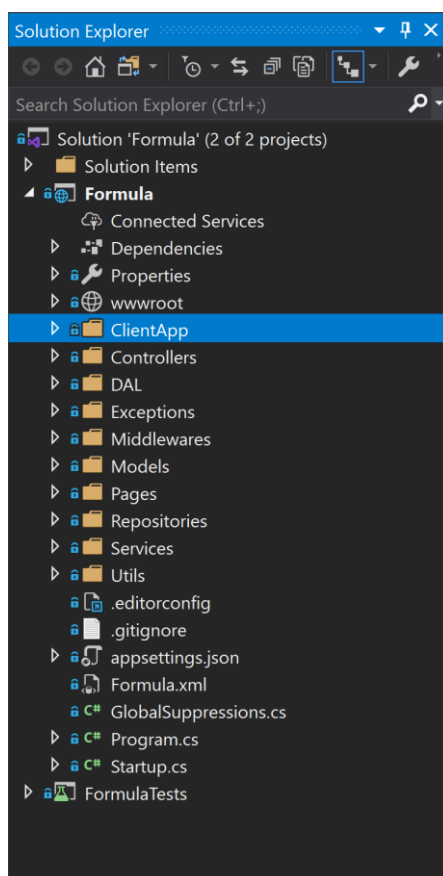 Solution Explorer
Search Solution Explorer (Ctrl+;)
Solution 'Formula' (2 of 2 projects)
Solution Items
Formula
Connected Services
Dependencies
Properties
wwwroot
ClientApp
Controllers
DAL
Exceptions
Middlewares
Models
Pages
Repositories
Services
Utils
.editorconfig
.gitignore
appsettings.json
Formula.xml
C# GlobalSuppressions.cs
C# Program.cs
C# Startup.cs
FormulaTests